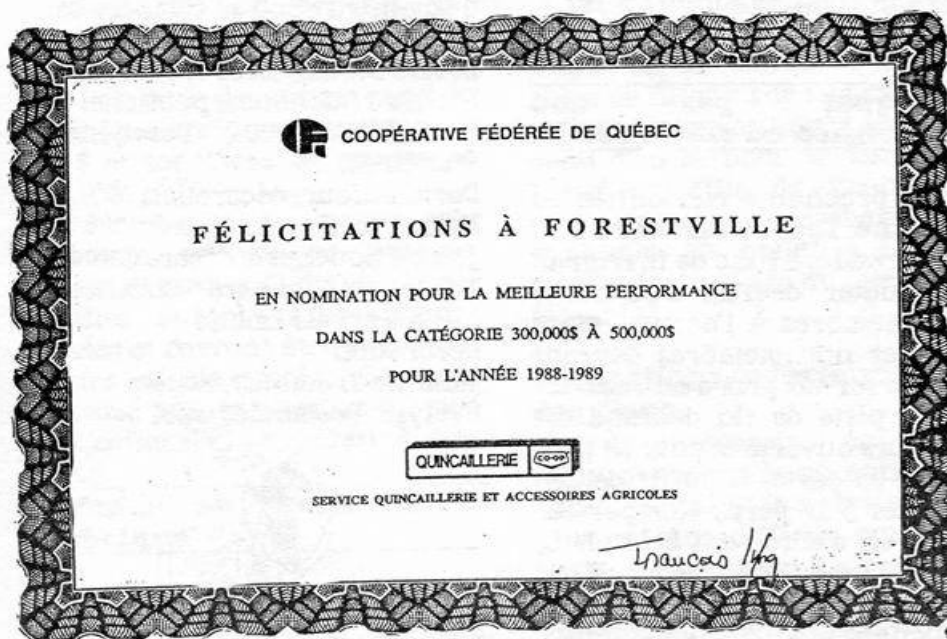 COOPÉRATIVE FÉDÉRÉE DE QUÉBEC
FÉLICITATIONS À FORESTVILLE
EN NOMINATION POUR LA MEILLEURE PERFORMANCE
DANS LA CATÉGORIE 300,000$ À 500,000$
POUR L'ANNÉE 1988-1989
QUINCAILLERIE CO-OP
SERVICE QUINCAILLERIE ET ACCESSOIRES AGRICOLES
Francois